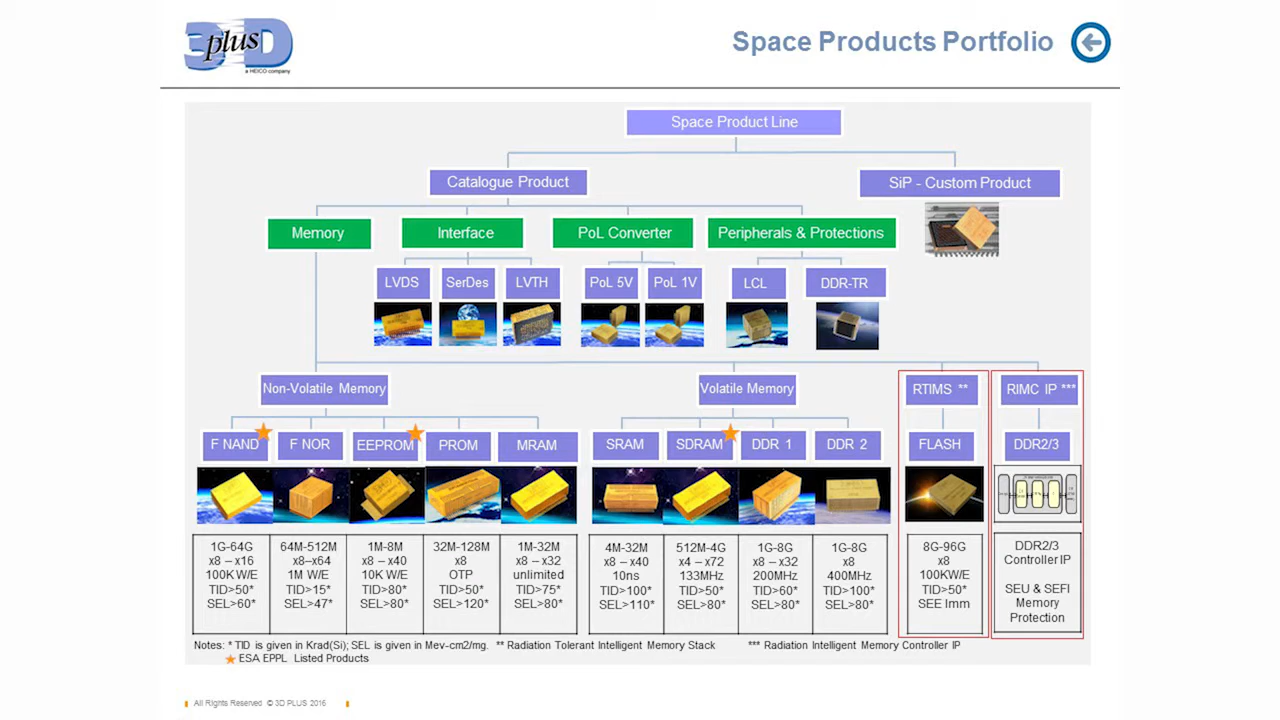 3Dplus
a HEICO company
Space Products Portfolio
Space Product Line
Catalogue Product
SiP - Custom Product
Memory
Interface
PoL Converter
Peripherals & Protections
LVDS
SerDes
LVTH
PoL 5V
PoL 1V
LCL
DDR-TR
Non-Volatile Memory
Volatile Memory
RTIMS **
RIMC IP ***
F NAND
F NOR
EEPROM
PROM
MRAM
SRAM
SDRAM
DDR 1
DDR 2
FLASH
DDR2/3
1G-64G
x8 – x16
100K W/E
TID>50*
SEL>60*
64M-512M
x8–x64
1M W/E
TID>15*
SEL>47*
1M-8M
x8 – x40
10K W/E
TID>80*
SEL>80*
32M-128M
x8
OTP
TID>50*
SEL>120*
1M-32M
x8 – x32
unlimited
TID>75*
SEL>80*
4M-32M
x8 – x40
10ns
TID>100*
SEL>110*
512M-4G
x4 – x72
133MHz
TID>50*
SEL>80*
1G-8G
x8 – x32
200MHz
TID>60*
SEL>80*
1G-8G
x8
400MHz
TID>100*
SEL>80*
8G-96G
x8
100KW/E
TID>50*
SEE Imm
DDR2/3
Controller IP
SEU & SEFI
Memory
Protection
Notes: * TID is given in Krad(Si); SEL is given in Mev-cm2/mg. ** Radiation Tolerant Intelligent Memory Stack *** Radiation Intelligent Memory Controller IP
ESA EPPL Listed Products
All Rights Reserved © 3D PLUS 2016